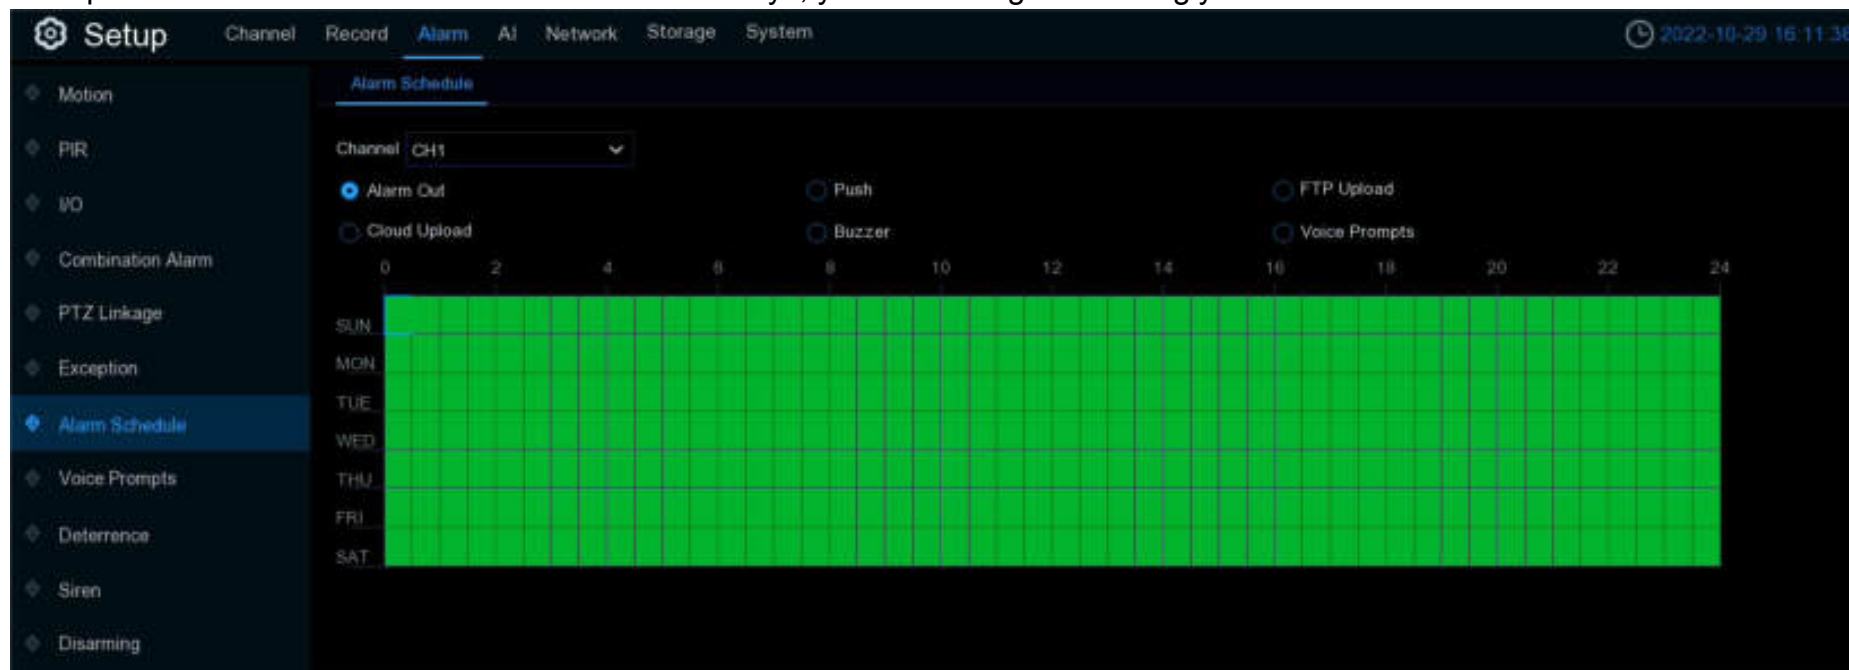 Setup Channel Record Alarm AI Network Storage System 2022-10-29 16:11:36
Motion
PIR
I/O
Combination Alarm
PTZ Linkage
Exception
Alarm Schedule
Voice Prompts
Deterrence
Siren
Disarming
Alarm Schedule
Channel CH1
Alarm Out Push FTP Upload
Cloud Upload Buzzer Voice Prompts
0 2 4 6 8 10 12 14 16 18 20 22 24
SUN
MON
TUE
WED
THU
FRI
SAT